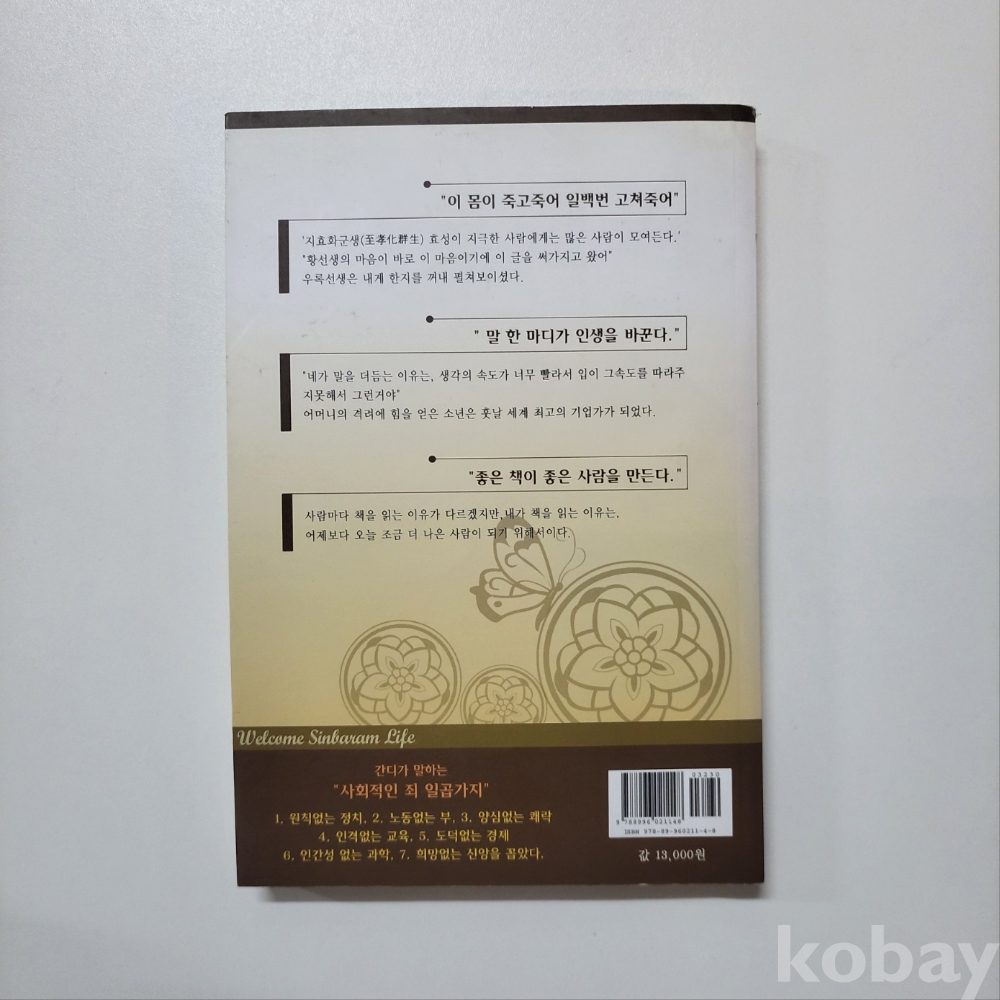 "이 몸이 죽고죽어 일백번 고쳐죽어"
'지효화군생(至孝化群生) 효성이 지극한 사람에게는 많은 사람이 모여든다.'
"황선생의 마음이 바로 이 마음이기에 이 글을 써가지고 왔어"
우록선생은 내게 한지를 꺼내 펼쳐보이셨다.
" 말 한 마디가 인생을 바꾼다."
"네가 말을 더듬는 이유는, 생각의 속도가 너무 빨라서 입이 그속도를 따라주
지못해서 그런거야"
어머니의 격려에 힘을 얻은 소년은 훗날 세계 최고의 기업가가 되었다.
"좋은 책이 좋은 사람을 만든다."
사람마다 책을 읽는 이유가 다르겠지만,내가 책을 읽는 이유는,
어제보다 오늘 조금 더 나은 사람이 되기 위해서이다.
Welcome Sinbaram Life
간디가 말하는
"사회적인 죄 일곱가지"
1. 원칙없는 정치, 2. 노동없는 부, 3. 양심없는 쾌락
4. 인격없는 교육, 5. 도덕없는 경제
6. 인간성 없는 과학, 7. 희망없는 신앙을 꼽았다.
03230
9 788996 021148
ISBN 978-89-960211-4-8
값 13,000원
kobay